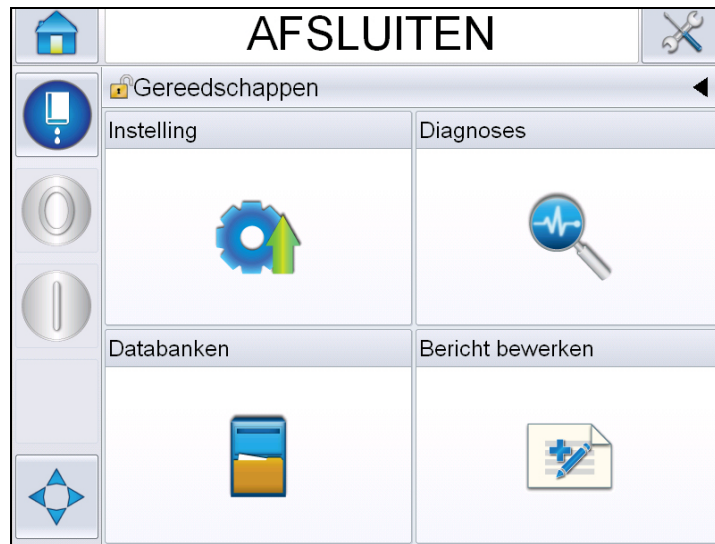 AFSLUITEN
Gereedschappen
Instelling
Diagnoses
Databanken
Bericht bewerken